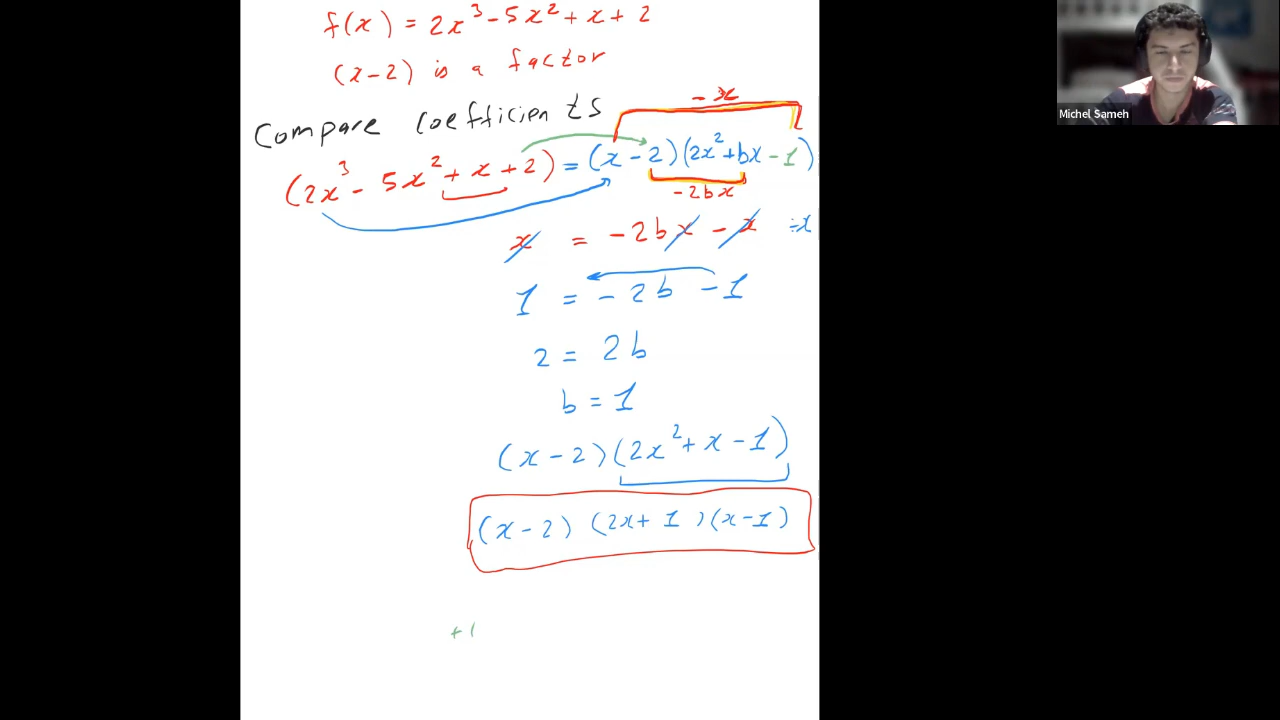 f(x) = 2x³ - 5x² + x + 2
(x-2) is a factor
Compare coefficients
-x
(2x³ - 5x² + x + 2) = (x - 2)(2x² + bx - 1)
-2bx
x = -2bx - x ÷x
1 = -2b - 1
2 = 2b
b = 1
(x - 2)(2x² + x - 1)
(x - 2) (2x + 1)(x - 1)
Michel Sameh